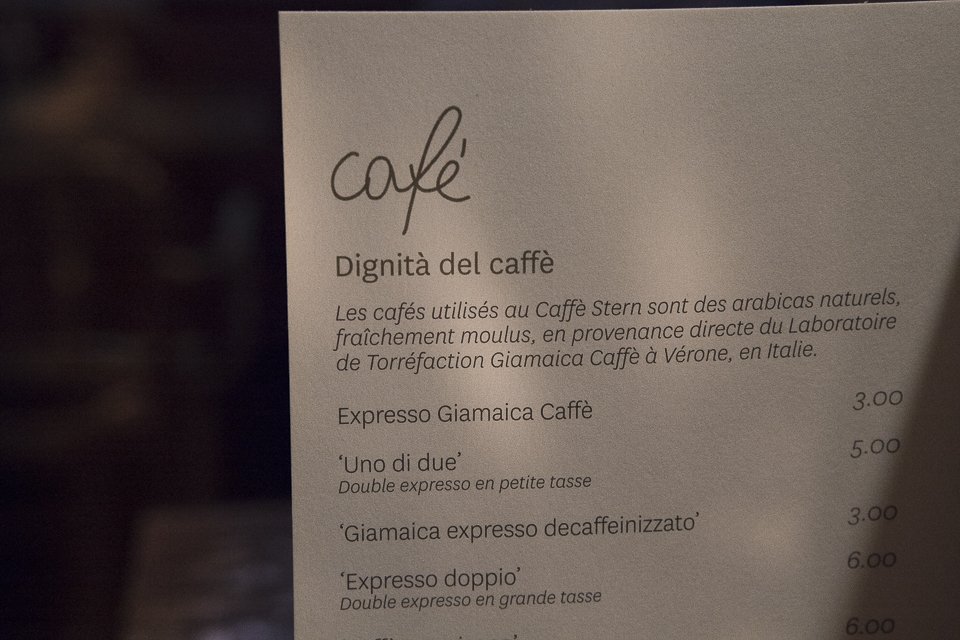 café
Dignità del caffè
Les cafés utilisés au Caffè Stern sont des arabicas naturels,
fraîchement moulus, en provenance directe du Laboratoire
de Torréfaction Giamaica Caffè à Vérone, en Italie.
Expresso Giamaica Caffè 3.00
‘Uno di due’ 5.00
Double expresso en petite tasse
‘Giamaica expresso decaffeinizzato’ 3.00
‘Expresso doppio’ 6.00
Double expresso en grande tasse
6.00